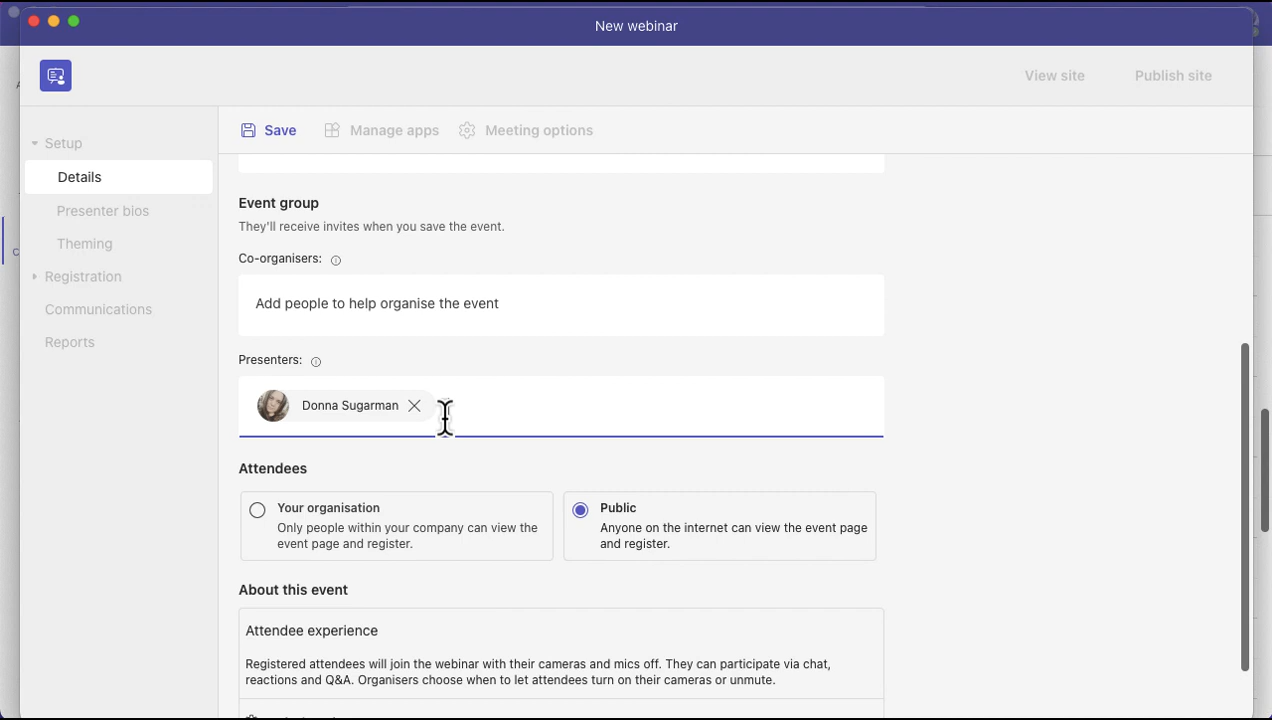 New webinar
View site
Publish site
Save
Manage apps
Meeting options
Setup
Details
Presenter bios
Theming
Registration
Communications
Reports
Event group
They'll receive invites when you save the event.
Co-organisers:
Add people to help organise the event
Presenters:
Donna Sugarman
Attendees
Your organisation
Only people within your company can view the
event page and register.
Public
Anyone on the internet can view the event page
and register.
About this event
Attendee experience
Registered attendees will join the webinar with their cameras and mics off. They can participate via chat,
reactions and Q&A. Organisers choose when to let attendees turn on their cameras or unmute.